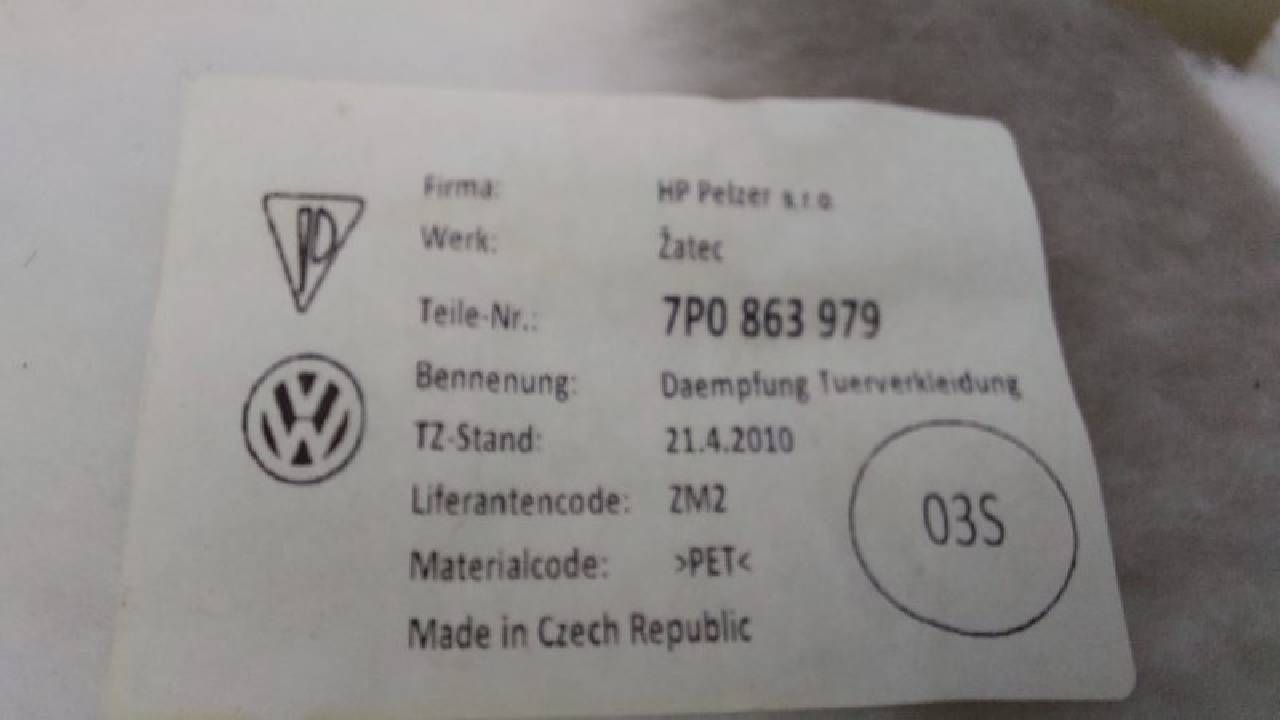 Firma: HP Pelzer s.r.o.
Werk: Žatec
Teile-Nr.: 7P0 863 979
Bennenung: Daempfung Tuerverkleidung
TZ-Stand: 21.4.2010
Liferantencode: ZM2
03S
Materialcode: >PET<
Made in Czech Republic